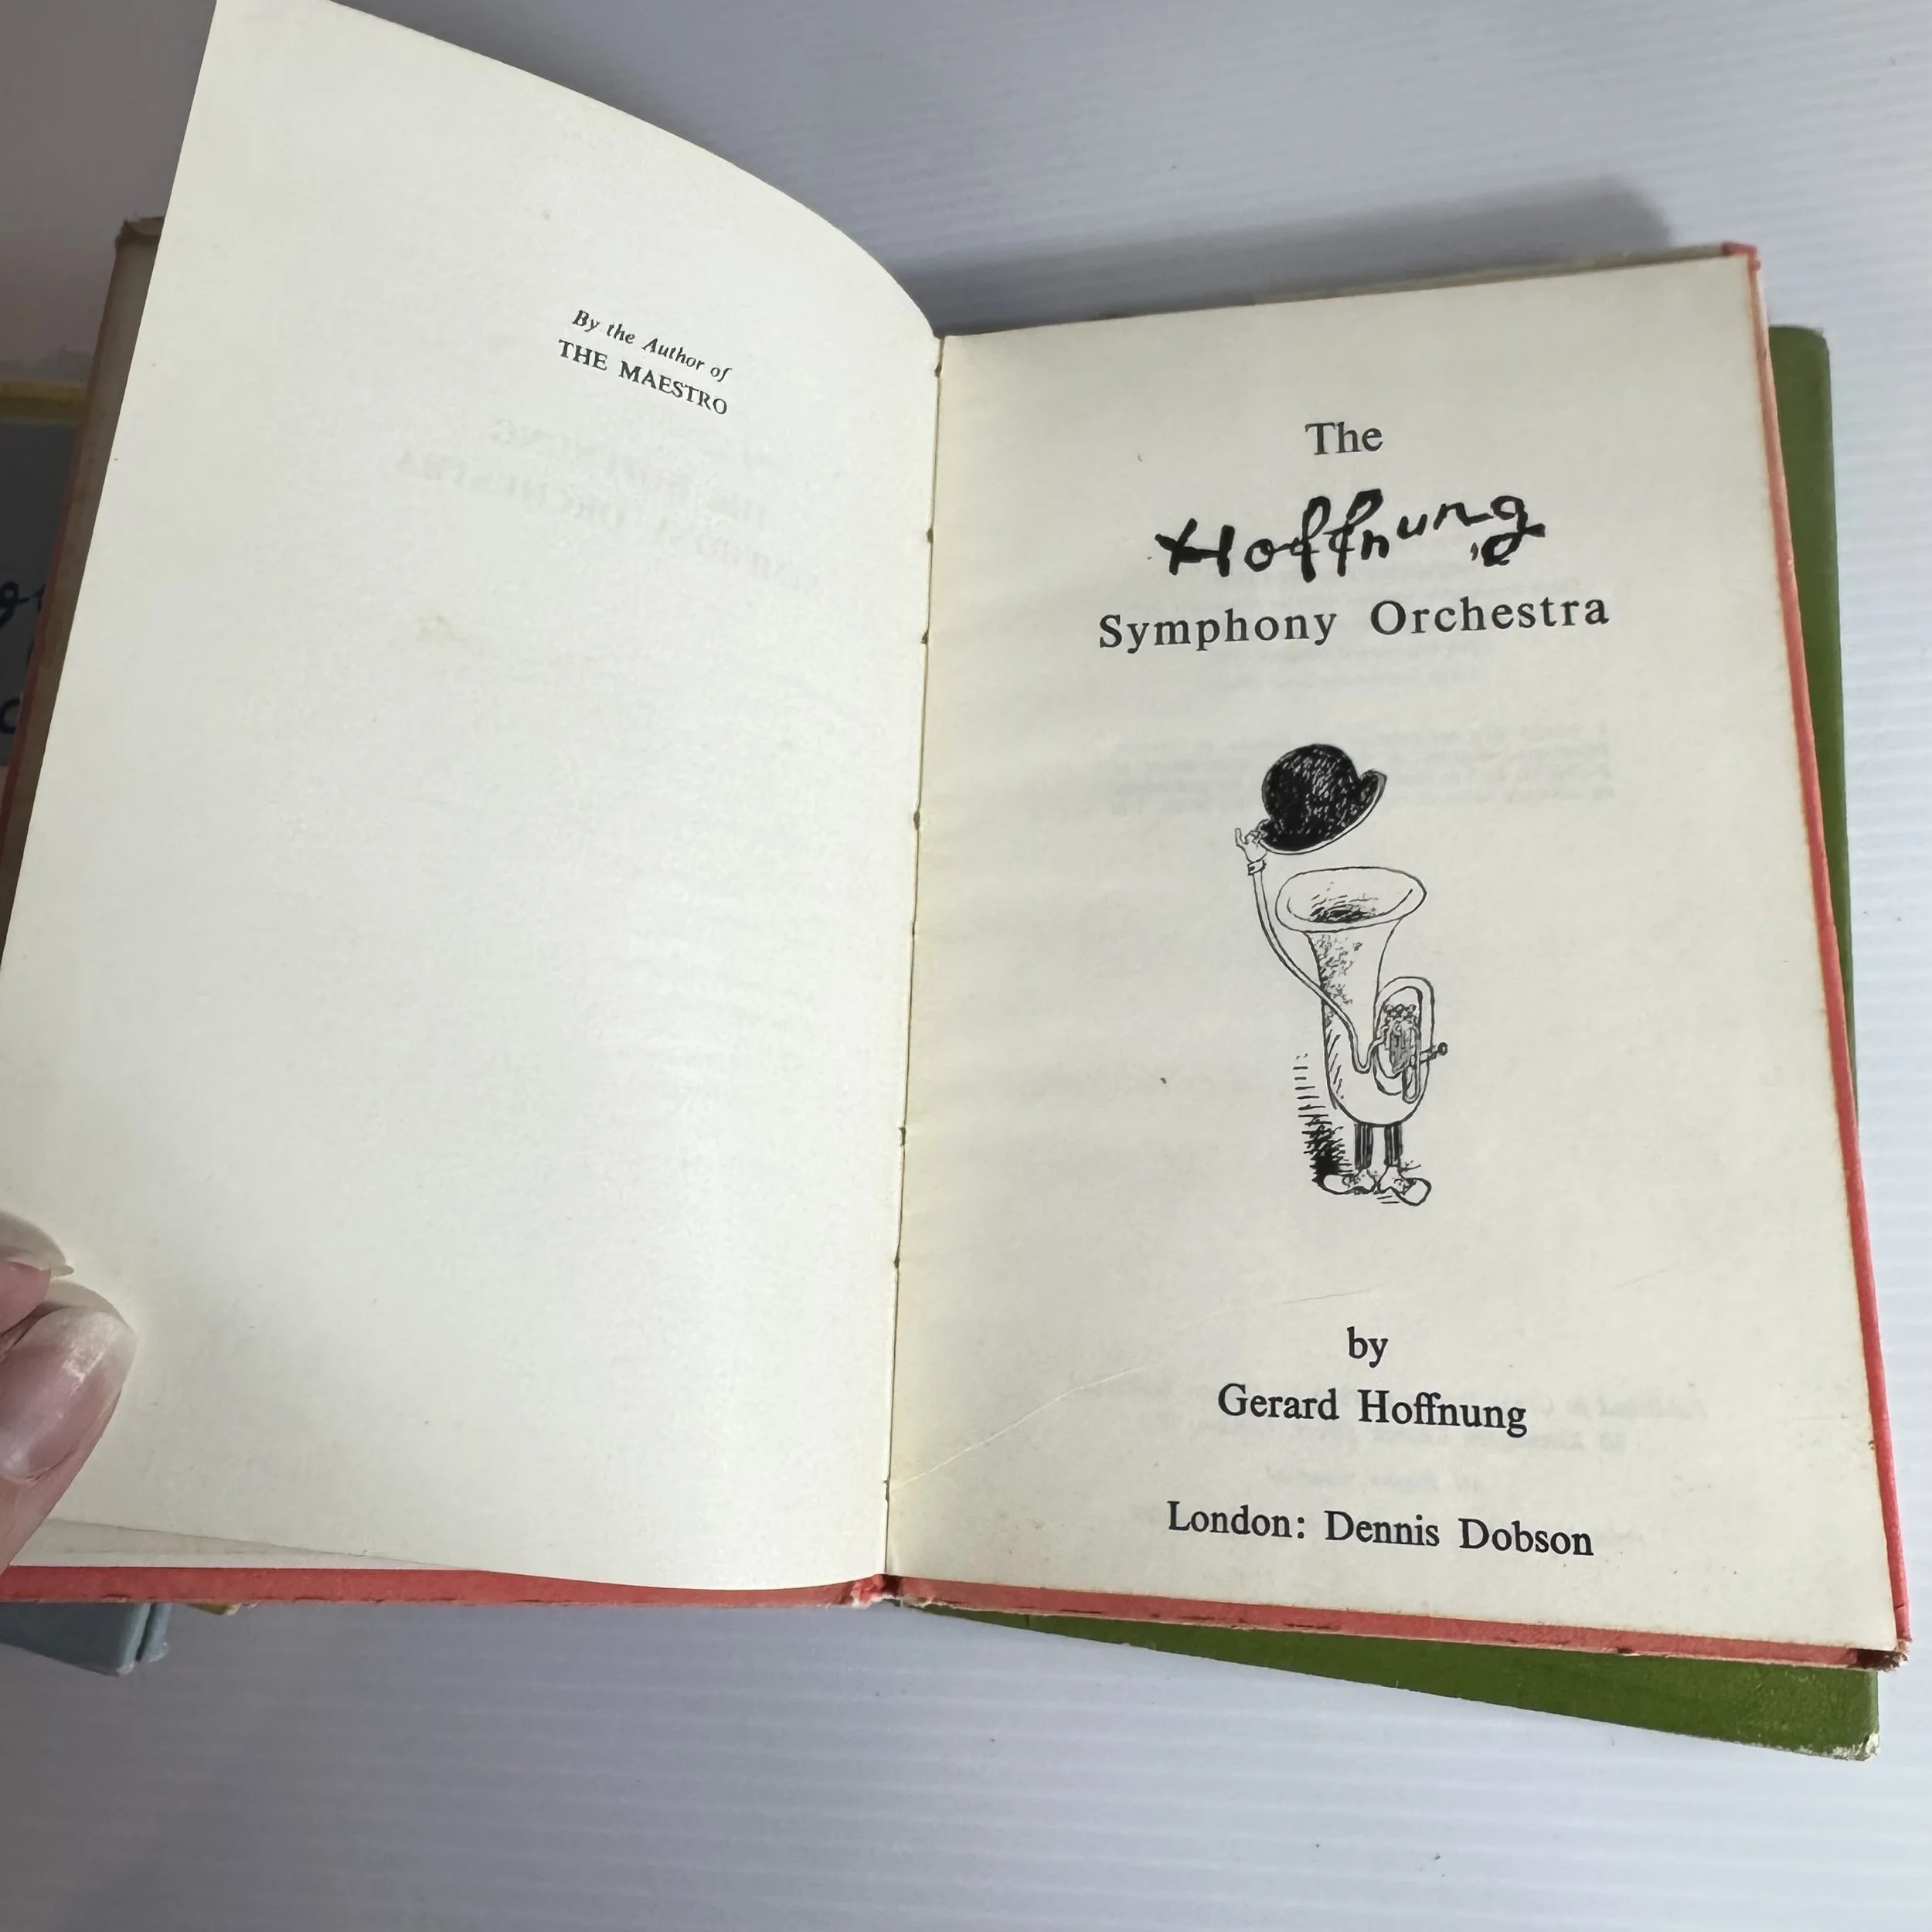 By the Author of
THE MAESTRO
The
Hoffnung
Symphony Orchestra
by
Gerard Hoffnung
London: Dennis Dobson